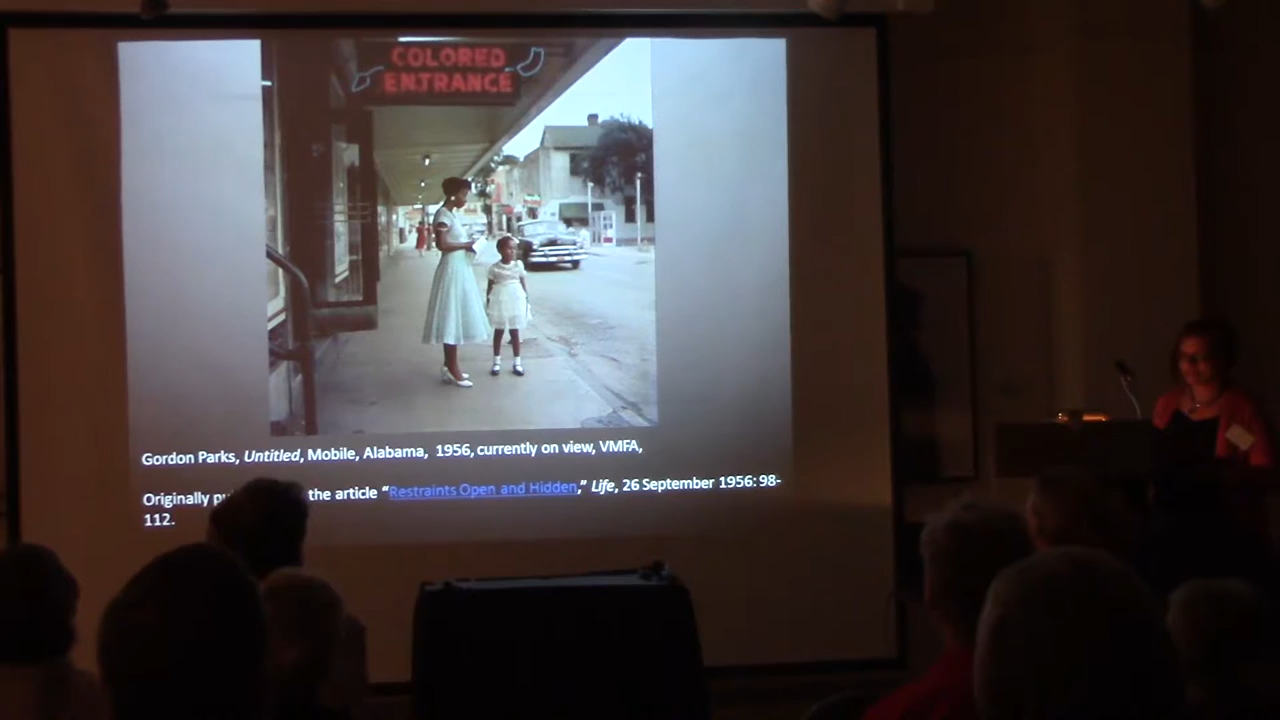 COLORED
ENTRANCE
Gordon Parks, Untitled, Mobile, Alabama, 1956, currently on view, VMFA,
Originally the article “Restraints Open and Hidden,” Life, 26 September 1956: 98-
112.